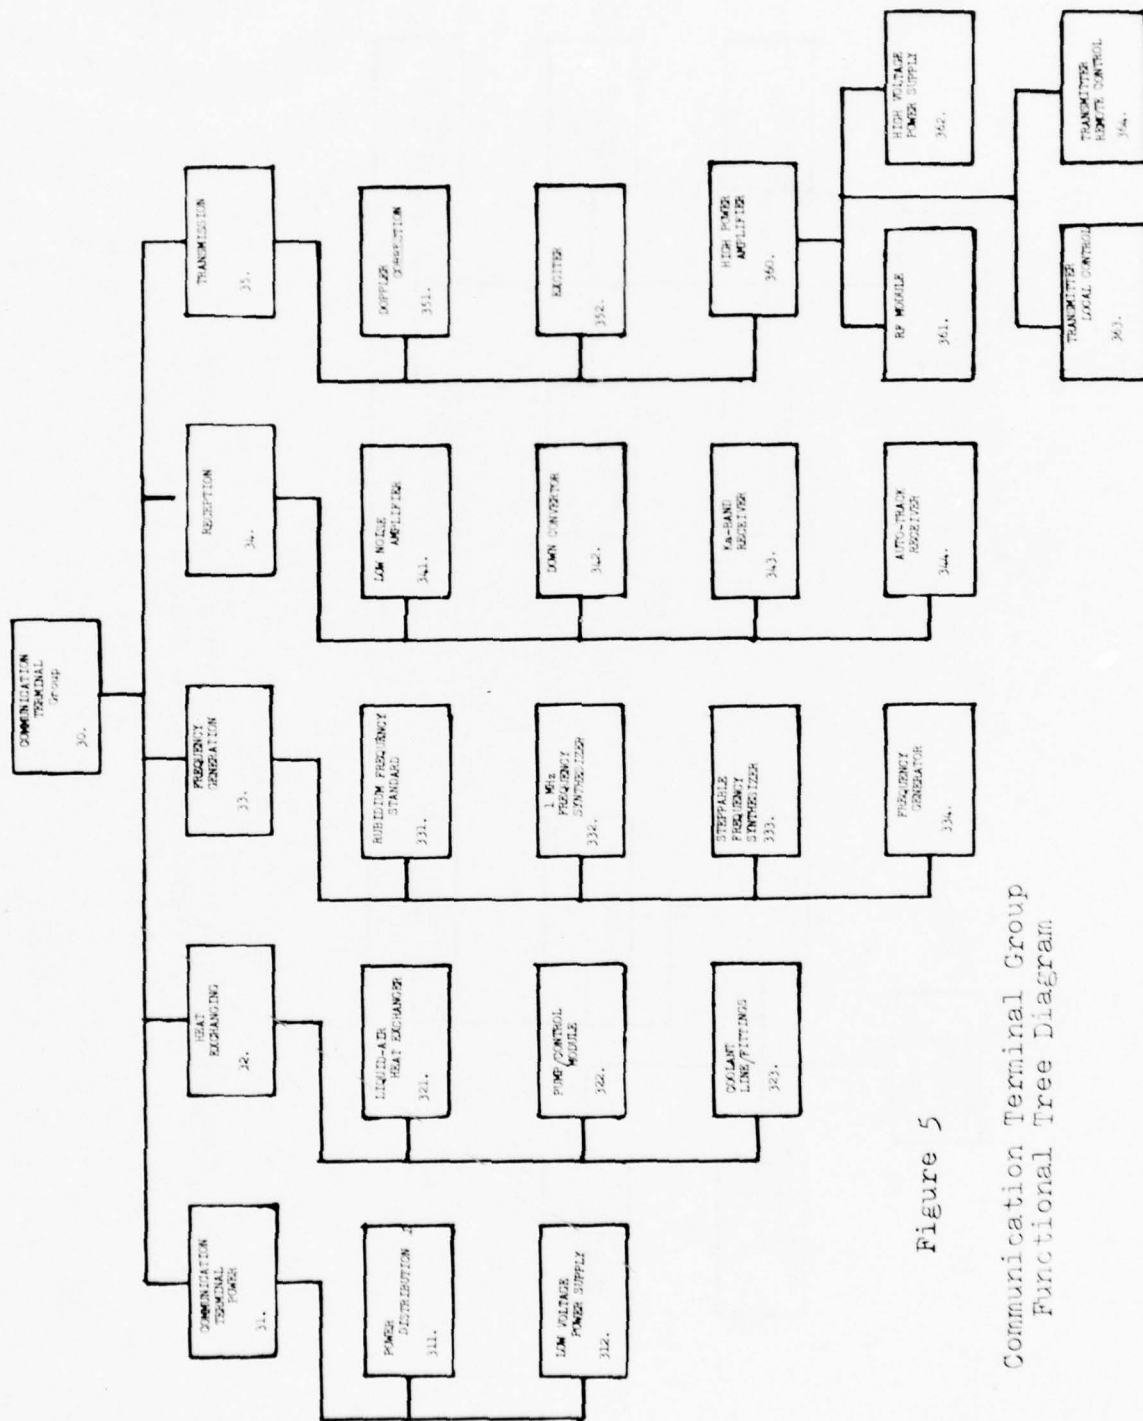 COMMUNICATION
TERMINAL
Group
30.
COMMUNICATION
TERMINAL
POWER
31.
POWER
DISTRIBUTION
311.
LOW VOLTAGE
POWER SUPPLY
312.
HEAT
EXCHANGING
32.
LIQUID-AIR
HEAT EXCHANGER
321.
PUMP/CONTROL
MODULE
322.
COOLANT
LINE/FITTINGS
323.
FREQUENCY
GENERATION
33.
RUBIDIUM FREQUENCY
STANDARD
331.
1 MHz
FREQUENCY
SYNTHESIZER
332.
STEPPABLE
FREQUENCY
SYNTHESIZER
333.
FREQUENCY
GENERATOR
334.
RECEPTION
34.
LOW NOISE
AMPLIFIER
341.
DOWN CONVERTOR
342.
Ka-BAND
RECEIVER
343.
AUTO-TRACK
RECEIVER
344.
TRANSMISSION
35.
DOPPLER
CORRECTION
351.
EXCITER
352.
HIGH POWER
AMPLIFIER
360.
RF MODULE
361.
HIGH VOLTAGE
POWER SUPPLY
362.
TRANSMITTER
LOCAL CONTROL
363.
TRANSMITTER
REMOTE CONTROL
364.
Figure 5
Communication Terminal Group
Functional Tree Diagram